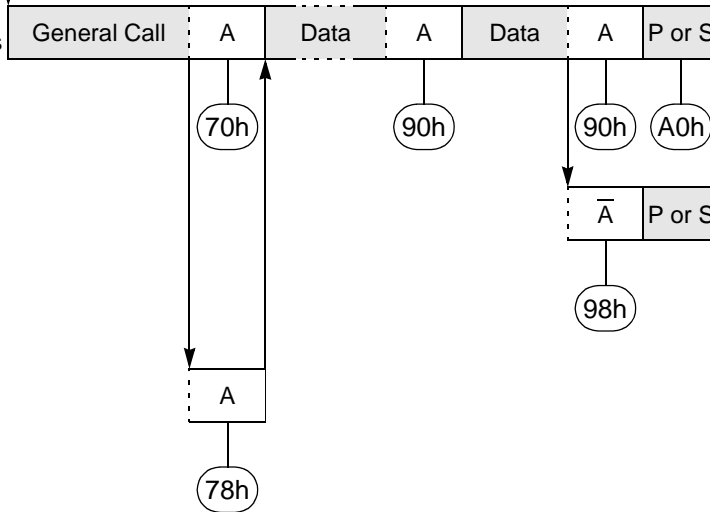 General Call A Data A Data A P or S
70h 90h 90h A0h
A̅ P or S
98h
A
78h